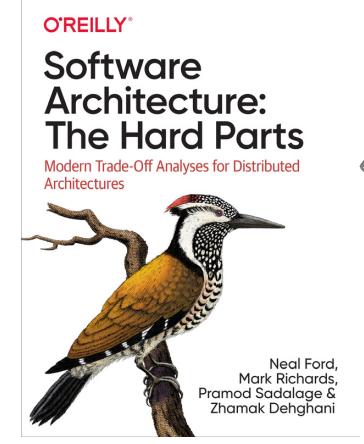 O'REILLY®
Software
Architecture:
The Hard Parts
Modern Trade-Off Analyses for Distributed
Architectures
Neal Ford,
Mark Richards,
Pramod Sadalage &
Zhamak Dehghani